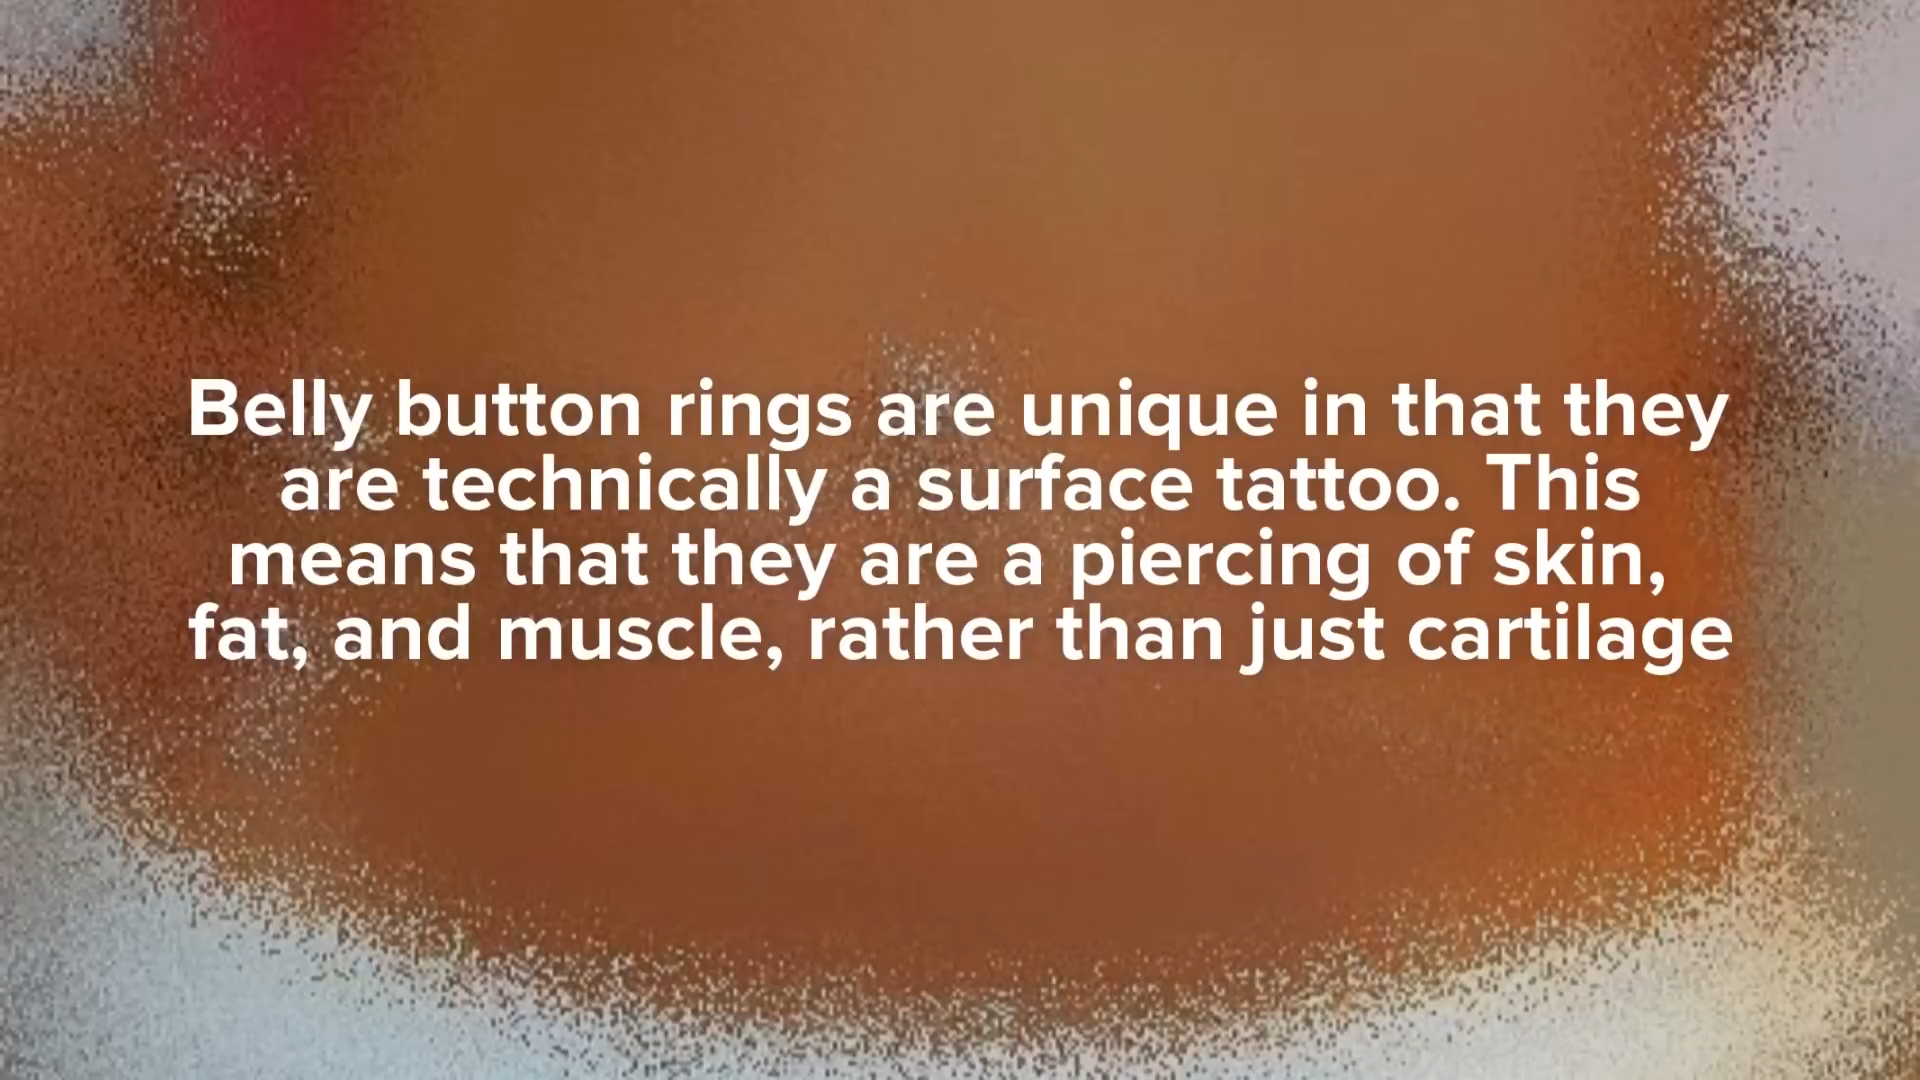 Belly button rings are unique in that they
are technically a surface tattoo. This
means that they are a piercing of skin,
fat, and muscle, rather than just cartilage